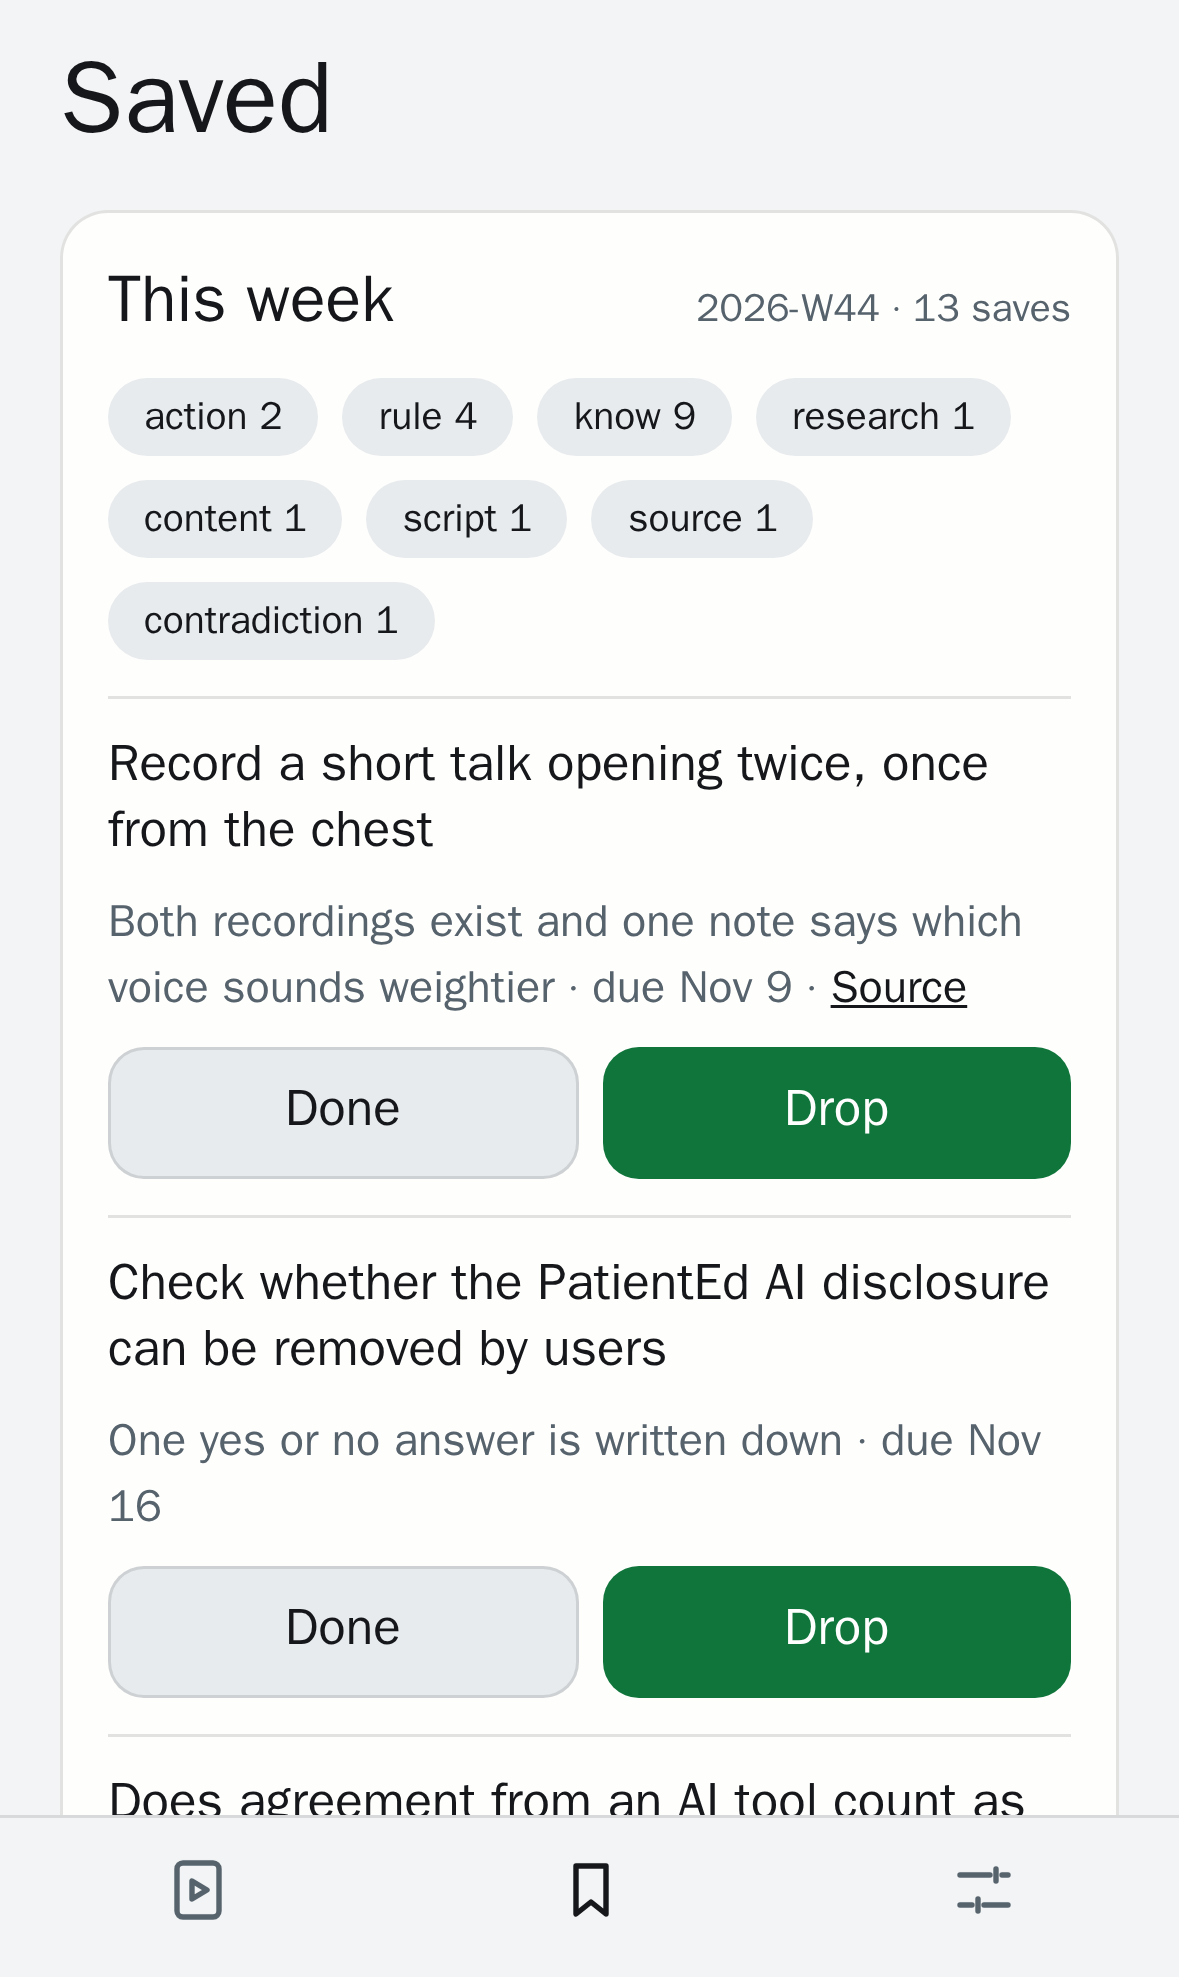 Saved
This week
2026-W44 · 13 saves
action 2
rule 4
know 9
research 1
content 1
script 1
source 1
contradiction 1
Record a short talk opening twice, once
from the chest
Both recordings exist and one note says which
voice sounds weightier · due Nov 9 · Source
Done
Drop
Check whether the PatientEd AI disclosure
can be removed by users
One yes or no answer is written down · due Nov
16
Done
Drop
Does agreement from an AI tool count as